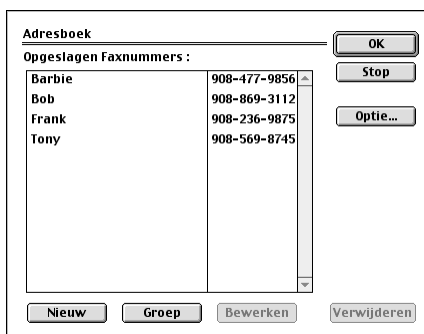 Adresboek
OK
Opgeslagen Faxnummers :
Stop
Barbie 908-477-9856
Bob 908-869-3112
Frank 908-236-9875
Optie...
Tony 908-569-8745
Nieuw Groep Bewerken Verwijderen